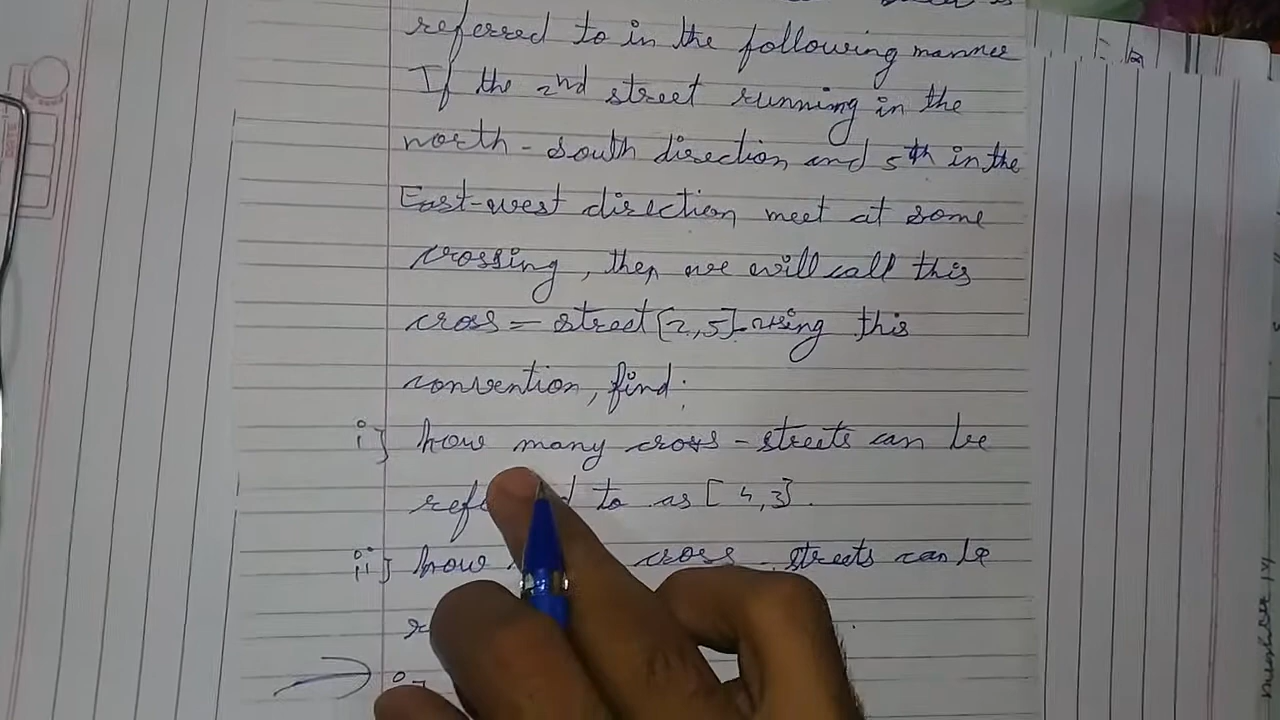 referred to in the following manner
If the 2nd street running in the
north - south direction and 5th in the
East-west direction meet at some
crossing, then we will call this
cross = street [2,5] using this
convention, find:
i] how many cross - streets can be
to as [4,3].
ii] how cross - streets can be
i]